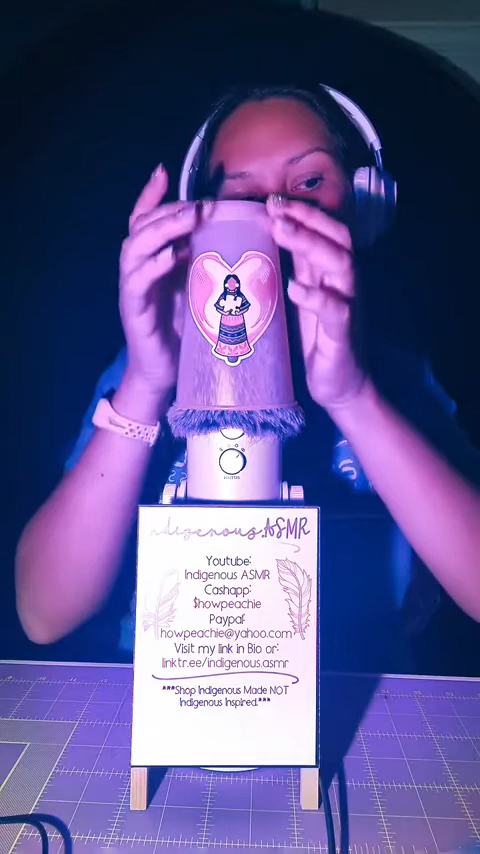 Indigenous.ASMR
Youtube:
Indigenous ASMR
Cashapp:
$howpeachie
Paypal:
howpeachie@yahoo.com
Visit my link in Bio or:
linktr.ee/indigenous.asmr
***Shop Indigenous Made NOT
Indigenous Inspired.***